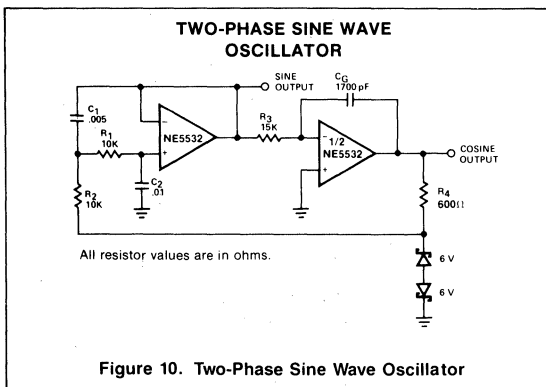 TWO-PHASE SINE WAVE
OSCILLATOR
SINE
OUTPUT
C1
.005
R1
10K
R2
10K
C2
.01
−
+
NE5532
R3
15K
CG
1700 pF
−
+
1/2
NE5532
COSINE
OUTPUT
R4
600Ω
6 V
6 V
All resistor values are in ohms.
Figure 10. Two-Phase Sine Wave Oscillator